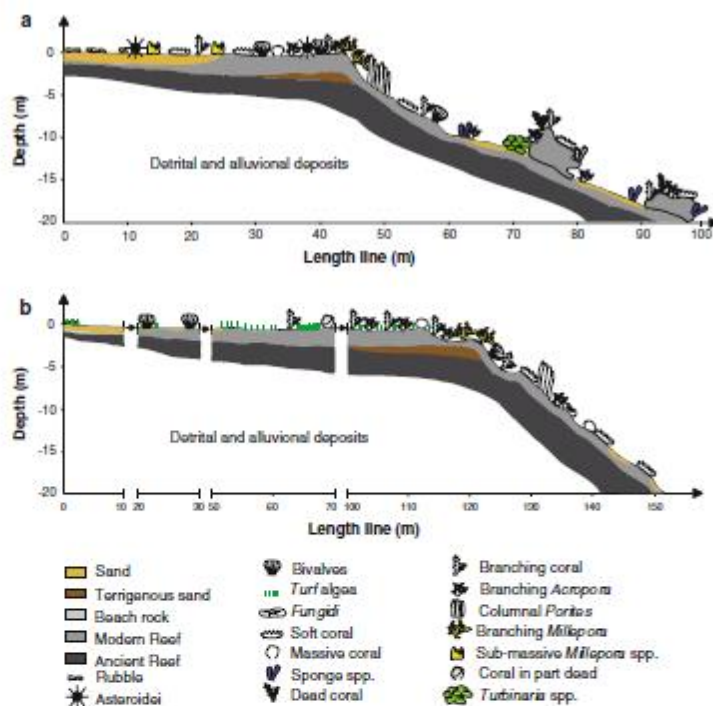 a
0
-5
-10
-15
-20
Depth (m)
Detrital and alluvional deposits
0 10 20 30 40 50 60 70 80 90 100
Length line (m)
b
0
-5
-10
-15
-20
Depth (m)
Detrital and alluvional deposits
0 10 20 30 50 60 70 100 110 120 130 140 150
Length line (m)
Sand
Terrigenous sand
Beach rock
Modern Reef
Ancient Reef
Rubble
Asteroidei
Bivalves
Turf algea
Fungidi
Soft coral
Massive coral
Sponge spp.
Dead coral
Branching coral
Branching Acropora
Columnal Porites
Branching Millepora
Sub-massive Millepora spp.
Coral in part dead
Turbinaria spp.